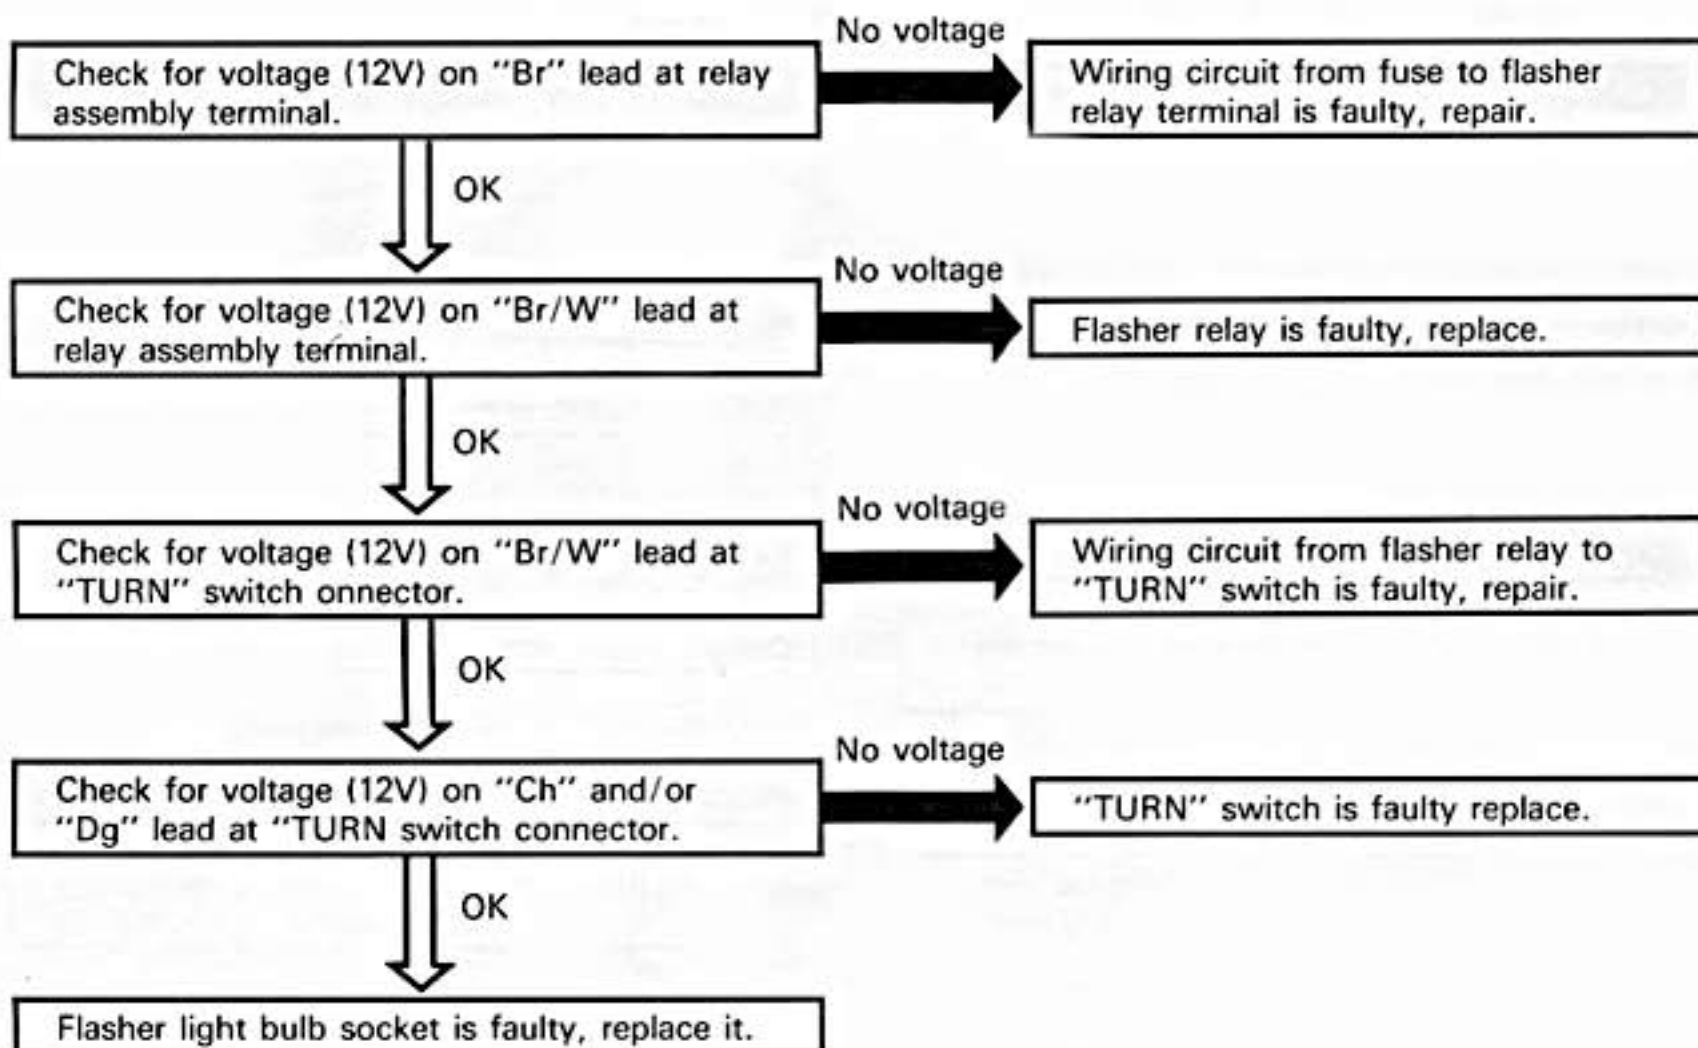 No voltage
Check for voltage (12V) on "Br" lead at relay
assembly terminal.
Wiring circuit from fuse to flasher
relay terminal is faulty, repair.
OK
No voltage
Check for voltage (12V) on "Br/W" lead at
relay assembly terminal.
Flasher relay is faulty, replace.
OK
No voltage
Check for voltage (12V) on "Br/W" lead at
"TURN" switch onnector.
Wiring circuit from flasher relay to
"TURN" switch is faulty, repair.
OK
No voltage
Check for voltage (12V) on "Ch" and/or
"Dg" lead at "TURN switch connector.
"TURN" switch is faulty replace.
OK
Flasher light bulb socket is faulty, replace it.